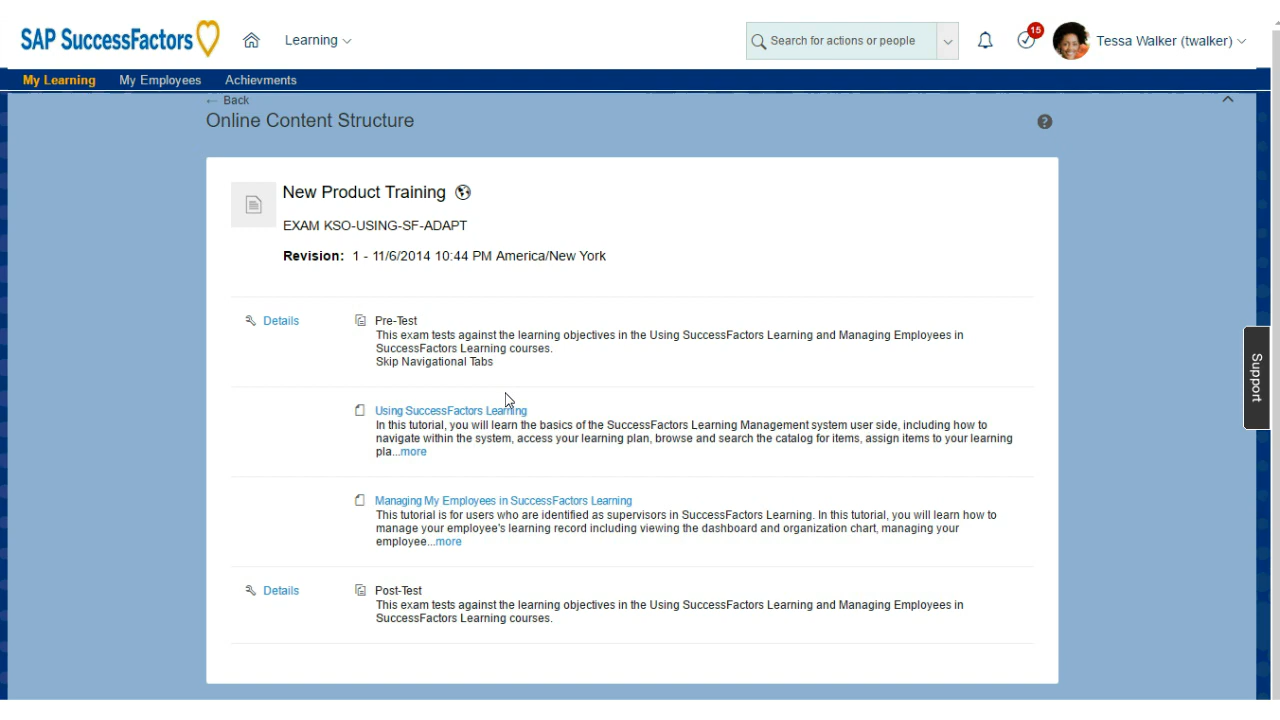 SAP SuccessFactors
Learning
Search for actions or people
15
Tessa Walker (twalker)
My Learning My Employees Achievments
← Back
Online Content Structure
?
New Product Training
EXAM KSO-USING-SF-ADAPT
Revision: 1 - 11/6/2014 10:44 PM America/New York
Details
Pre-Test
This exam tests against the learning objectives in the Using SuccessFactors Learning and Managing Employees in
SuccessFactors Learning courses.
Skip Navigational Tabs
Using SuccessFactors Learning
In this tutorial, you will learn the basics of the SuccessFactors Learning Management system user side, including how to
navigate within the system, access your learning plan, browse and search the catalog for items, assign items to your learning
pla...more
Managing My Employees in SuccessFactors Learning
This tutorial is for users who are identified as supervisors in SuccessFactors Learning. In this tutorial, you will learn how to
manage your employee's learning record including viewing the dashboard and organization chart, managing your
employee...more
Details
Post-Test
This exam tests against the learning objectives in the Using SuccessFactors Learning and Managing Employees in
SuccessFactors Learning courses.
Support